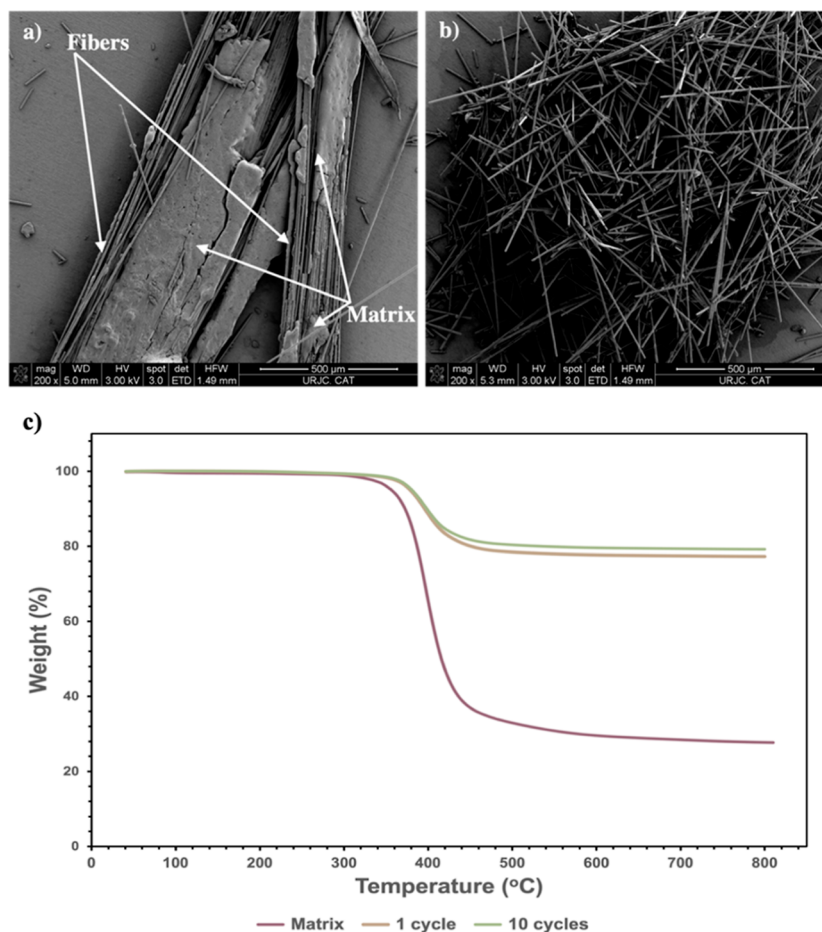 a)
Fibers
Matrix
mag WD HV spot det HFW 500 µm
200 x 5.0 mm 3.00 kV 3.0 ETD 1.49 mm URJC. CAT
b)
mag WD HV spot det HFW 500 µm
200 x 5.3 mm 3.00 kV 3.0 ETD 1.49 mm URJC. CAT
c)
Weight (%)
100
80
60
40
20
0
0 100 200 300 400 500 600 700 800
Temperature (ºC)
Matrix 1 cycle 10 cycles